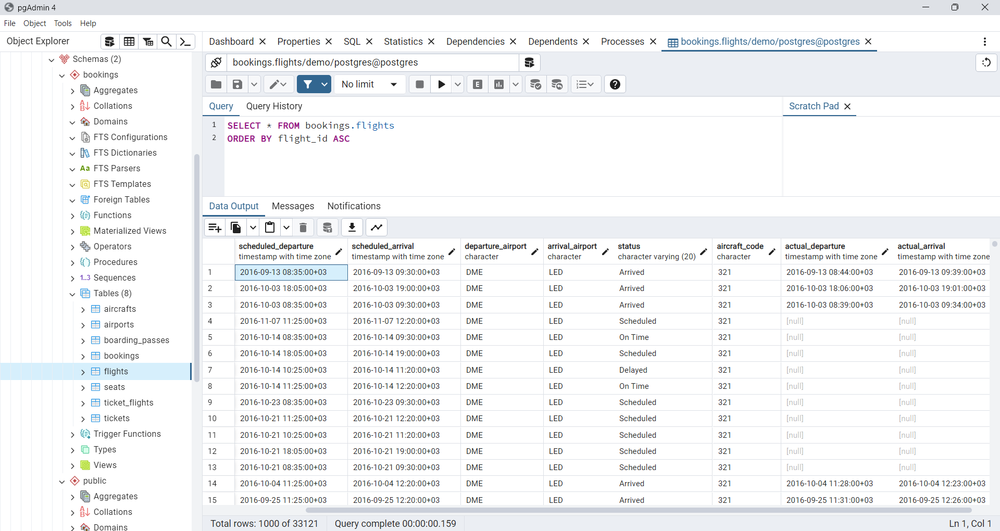 pgAdmin 4
File Object Tools Help
Object Explorer
Dashboard Properties SQL Statistics Dependencies Dependents Processes bookings.flights/demo/postgres@postgres
bookings.flights/demo/postgres@postgres
No limit
E
?
Query Query History
Scratch Pad
1 SELECT * FROM bookings.flights
2 ORDER BY flight_id ASC
Schemas (2)
bookings
Aggregates
Collations
Domains
FTS Configurations
FTS Dictionaries
Aa FTS Parsers
FTS Templates
Foreign Tables
Functions
Materialized Views
Operators
Procedures
1..3 Sequences
Tables (8)
aircrafts
airports
boarding_passes
bookings
flights
seats
ticket_flights
tickets
Trigger Functions
Types
Views
public
Aggregates
Collations
Domains
Data Output Messages Notifications
scheduled_departure scheduled_arrival departure_airport arrival_airport status aircraft_code actual_departure actual_arrival
timestamp with time zone timestamp with time zone character character character varying (20) character timestamp with time zone timestamp with time zone
1 2016-09-13 08:35:00+03 2016-09-13 09:30:00+03 DME LED Arrived 321 2016-09-13 08:44:00+03 2016-09-13 09:39:00+03
2 2016-10-03 18:05:00+03 2016-10-03 19:00:00+03 DME LED Arrived 321 2016-10-03 18:06:00+03 2016-10-03 19:01:00+03
3 2016-10-03 08:35:00+03 2016-10-03 09:30:00+03 DME LED Arrived 321 2016-10-03 08:39:00+03 2016-10-03 09:34:00+03
4 2016-11-07 11:25:00+03 2016-11-07 12:20:00+03 DME LED Scheduled 321 [null] [null]
5 2016-10-14 08:35:00+03 2016-10-14 09:30:00+03 DME LED On Time 321 [null] [null]
6 2016-10-14 18:05:00+03 2016-10-14 19:00:00+03 DME LED Scheduled 321 [null] [null]
7 2016-10-14 10:25:00+03 2016-10-14 11:20:00+03 DME LED Delayed 321 [null] [null]
8 2016-10-14 11:25:00+03 2016-10-14 12:20:00+03 DME LED On Time 321 [null] [null]
9 2016-10-23 08:35:00+03 2016-10-23 09:30:00+03 DME LED Scheduled 321 [null] [null]
10 2016-10-21 11:25:00+03 2016-10-21 12:20:00+03 DME LED Scheduled 321 [null] [null]
11 2016-10-21 10:25:00+03 2016-10-21 11:20:00+03 DME LED Scheduled 321 [null] [null]
12 2016-10-21 18:05:00+03 2016-10-21 19:00:00+03 DME LED Scheduled 321 [null] [null]
13 2016-10-21 08:35:00+03 2016-10-21 09:30:00+03 DME LED Scheduled 321 [null] [null]
14 2016-10-04 11:25:00+03 2016-10-04 12:20:00+03 DME LED Arrived 321 2016-10-04 11:28:00+03 2016-10-04 12:23:00+03
15 2016-09-25 11:25:00+03 2016-09-25 12:20:00+03 DME LED Arrived 321 2016-09-25 11:31:00+03 2016-09-25 12:26:00+03
Total rows: 1000 of 33121 Query complete 00:00:00.159 Ln 1, Col 1